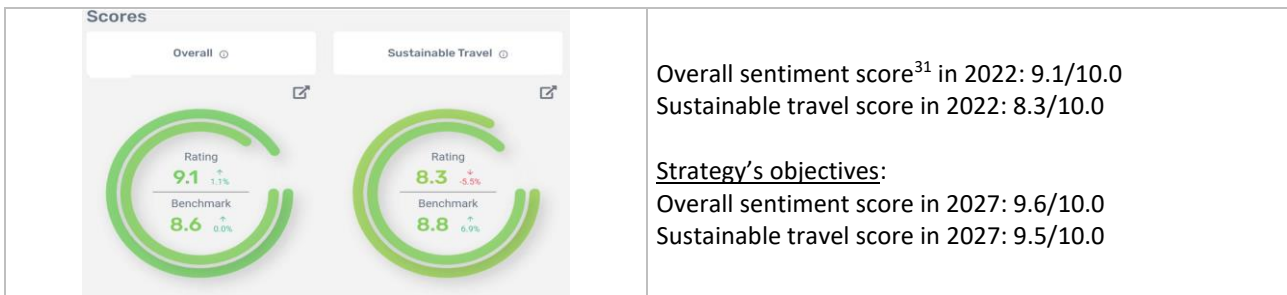 Scores
Overall
Sustainable Travel
Rating
9.1 ↑ 1.1%
Benchmark
8.6 ↑ 0.0%
Rating
8.3 ↓ -5.5%
Benchmark
8.8 ↑ 6.9%
Overall sentiment score31 in 2022: 9.1/10.0
Sustainable travel score in 2022: 8.3/10.0
Strategy’s objectives:
Overall sentiment score in 2027: 9.6/10.0
Sustainable travel score in 2027: 9.5/10.0